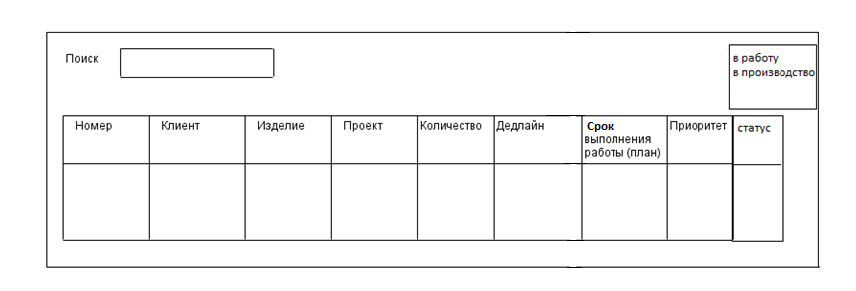 Поиск
в работу
в производство
Номер
Клиент
Изделие
Проект
Количество
Дедлайн
Срок
выполнения
работы (план)
Приоритет
статус